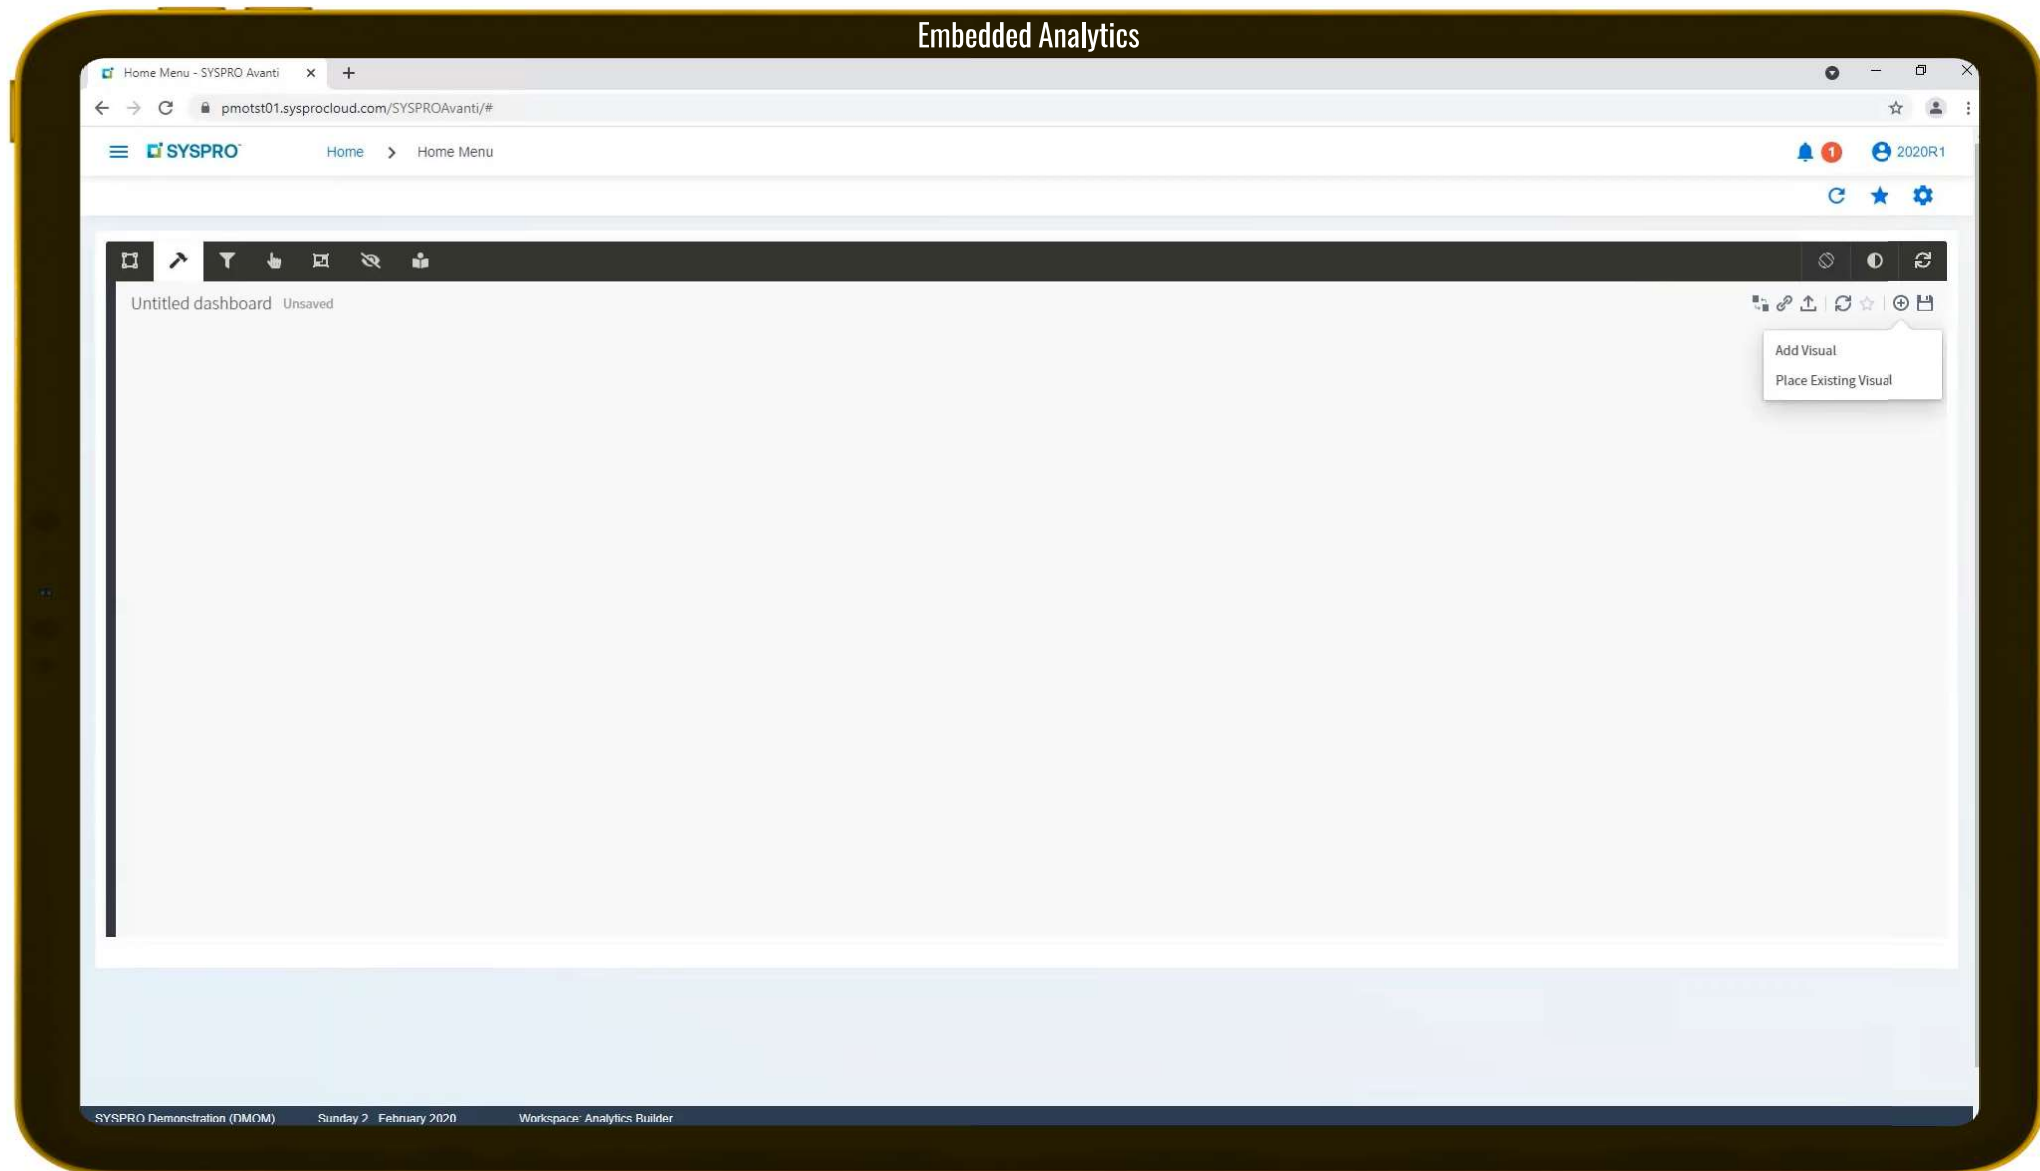 Embedded Analytics
Home Menu - SYSPRO Avanti
pmotst01.sysprocloud.com/SYSPROAvanti/#
SYSPRO Home > Home Menu 1 2020R1
Untitled dashboard Unsaved
Add Visual
Place Existing Visual
SYSPRO Demonstration (DMOM) Sunday 2 February 2020 Workspace: Analytics Builder